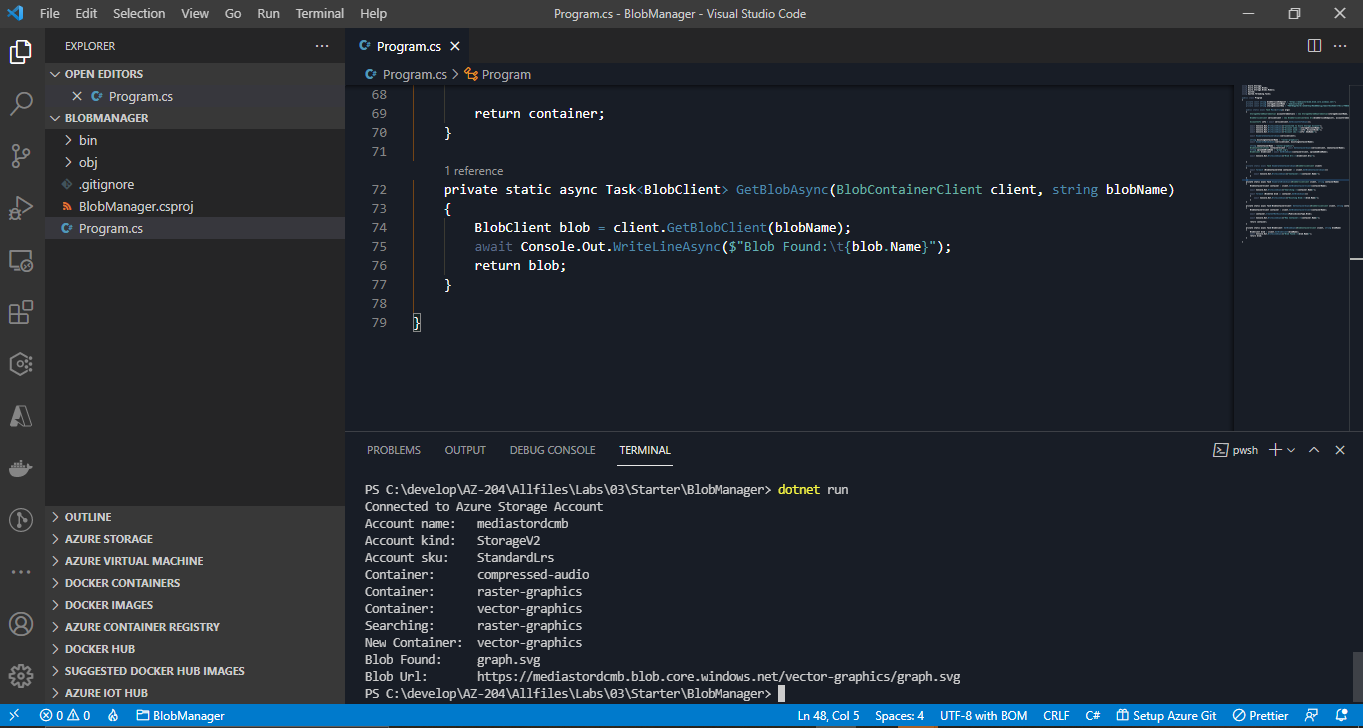 File Edit Selection View Go Run Terminal Help
Program.cs - BlobManager - Visual Studio Code
EXPLORER
OPEN EDITORS
Program.cs
BLOBMANAGER
bin
obj
.gitignore
BlobManager.csproj
Program.cs
OUTLINE
AZURE STORAGE
AZURE VIRTUAL MACHINE
DOCKER CONTAINERS
DOCKER IMAGES
AZURE CONTAINER REGISTRY
DOCKER HUB
SUGGESTED DOCKER HUB IMAGES
AZURE IOT HUB
Program.cs
Program.cs > Program
68
69 return container;
70 }
71
1 reference
72 private static async Task<BlobClient> GetBlobAsync(BlobContainerClient client, string blobName)
73 {
74 BlobClient blob = client.GetBlobClient(blobName);
75 await Console.Out.WriteLineAsync($"Blob Found:\t{blob.Name}");
76 return blob;
77 }
78
79 }
PROBLEMS OUTPUT DEBUG CONSOLE TERMINAL
pwsh
PS C:\develop\AZ-204\Allfiles\Labs\03\Starter\BlobManager> dotnet run
Connected to Azure Storage Account
Account name: mediastordcmb
Account kind: StorageV2
Account sku: StandardLrs
Container: compressed-audio
Container: raster-graphics
Container: vector-graphics
Searching: raster-graphics
New Container: vector-graphics
Blob Found: graph.svg
Blob Url: https://mediastordcmb.blob.core.windows.net/vector-graphics/graph.svg
PS C:\develop\AZ-204\Allfiles\Labs\03\Starter\BlobManager>
0 0 BlobManager Ln 48, Col 5 Spaces: 4 UTF-8 with BOM CRLF C# Setup Azure Git Prettier